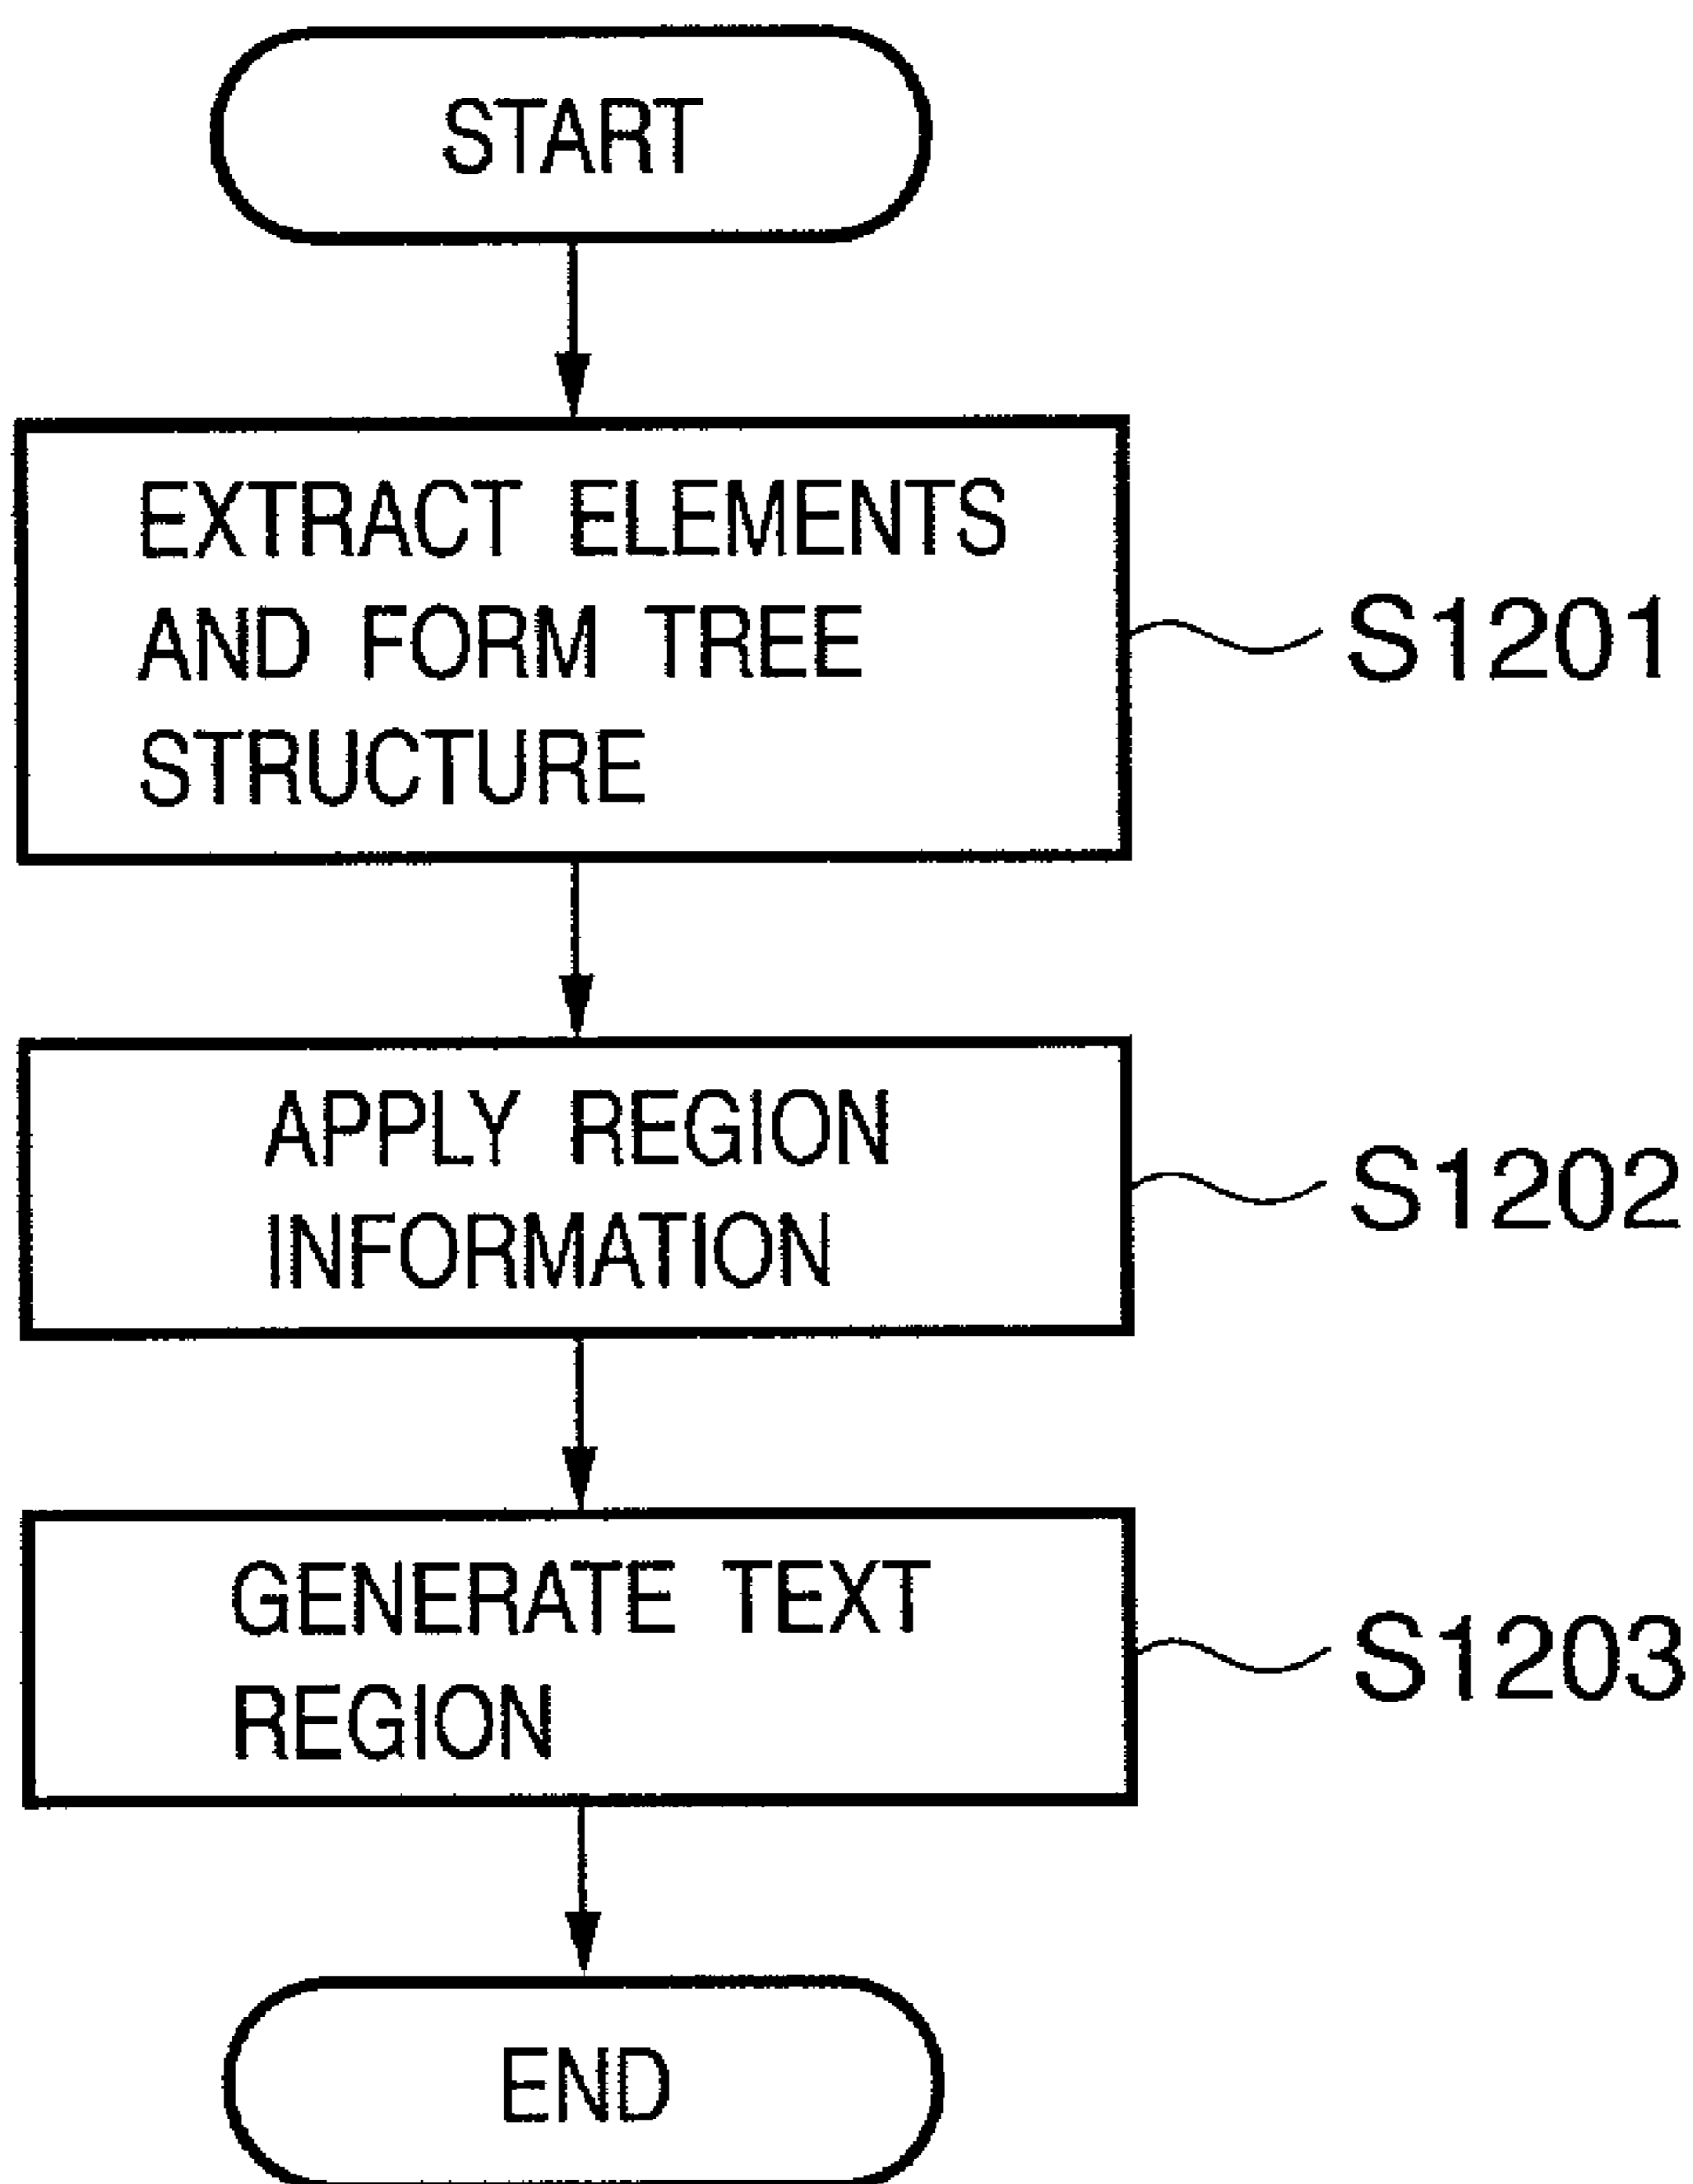 START
EXTRACT ELEMENTS
AND FORM TREE
STRUCTURE
S1201
APPLY REGION
INFORMATION
S1202
GENERATE TEXT
REGION
S1203
END